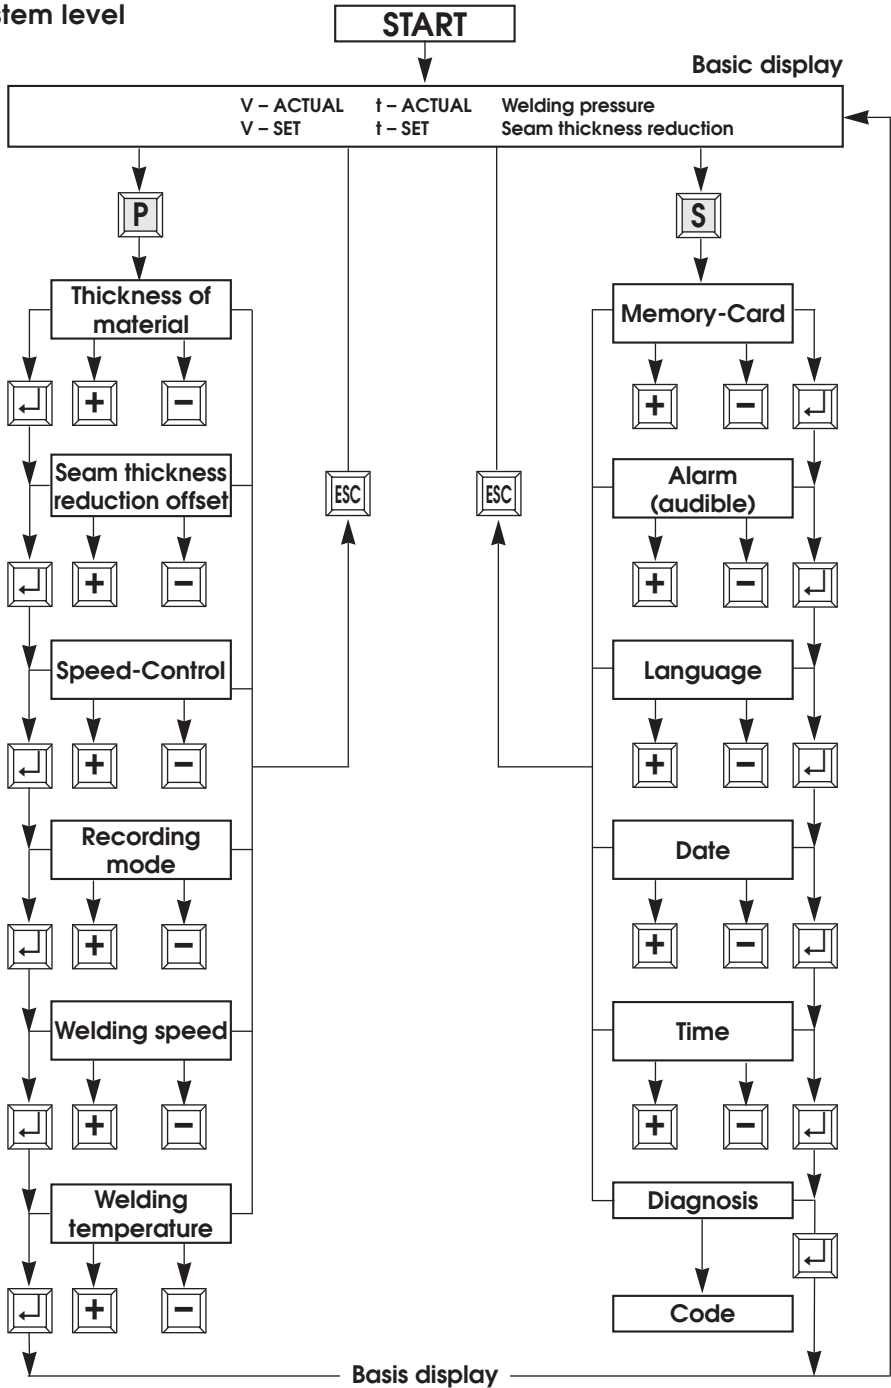 level
START
Basic display
V – ACTUAL t – ACTUAL Welding pressure
V – SET t – SET Seam thickness reduction
P
S
Thickness of
material
Memory-Card
+ −
+ −
Seam thickness
reduction offset
Alarm
(audible)
ESC
ESC
+ −
+ −
Speed-Control
Language
+ −
+ −
Recording
mode
Date
+ −
+ −
Welding speed
Time
+ −
+ −
Welding
temperature
Diagnosis
+ −
Code
Basis display